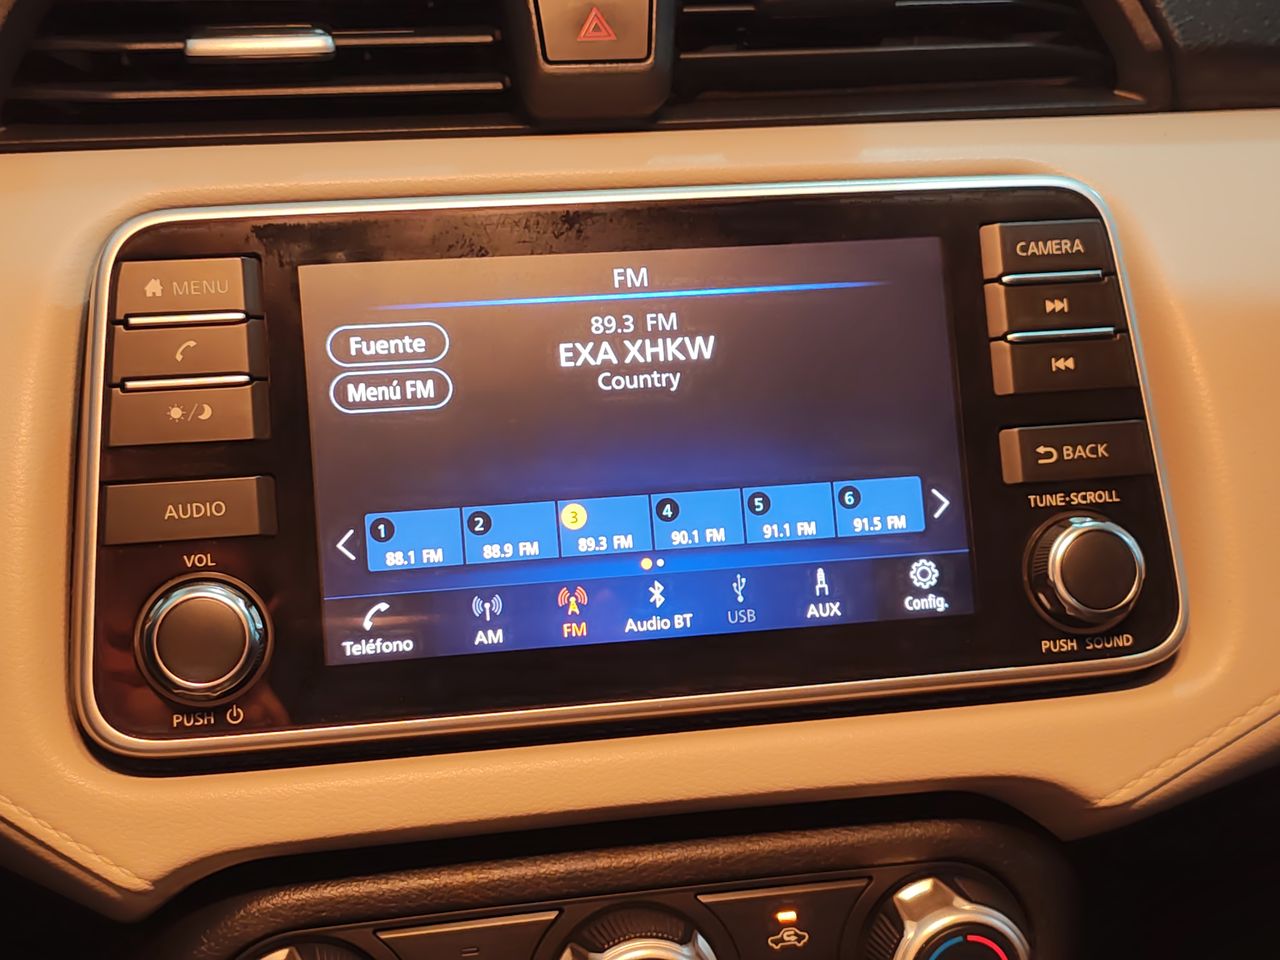 MENU
AUDIO
VOL
PUSH
FM
89.3 FM
EXA XHKW
Country
Fuente
Menú FM
1 88.1 FM
2 88.9 FM
3 89.3 FM
4 90.1 FM
5 91.1 FM
6 91.5 FM
Teléfono
AM
FM
Audio BT
USB
AUX
Config.
CAMERA
BACK
TUNE•SCROLL
PUSH SOUND